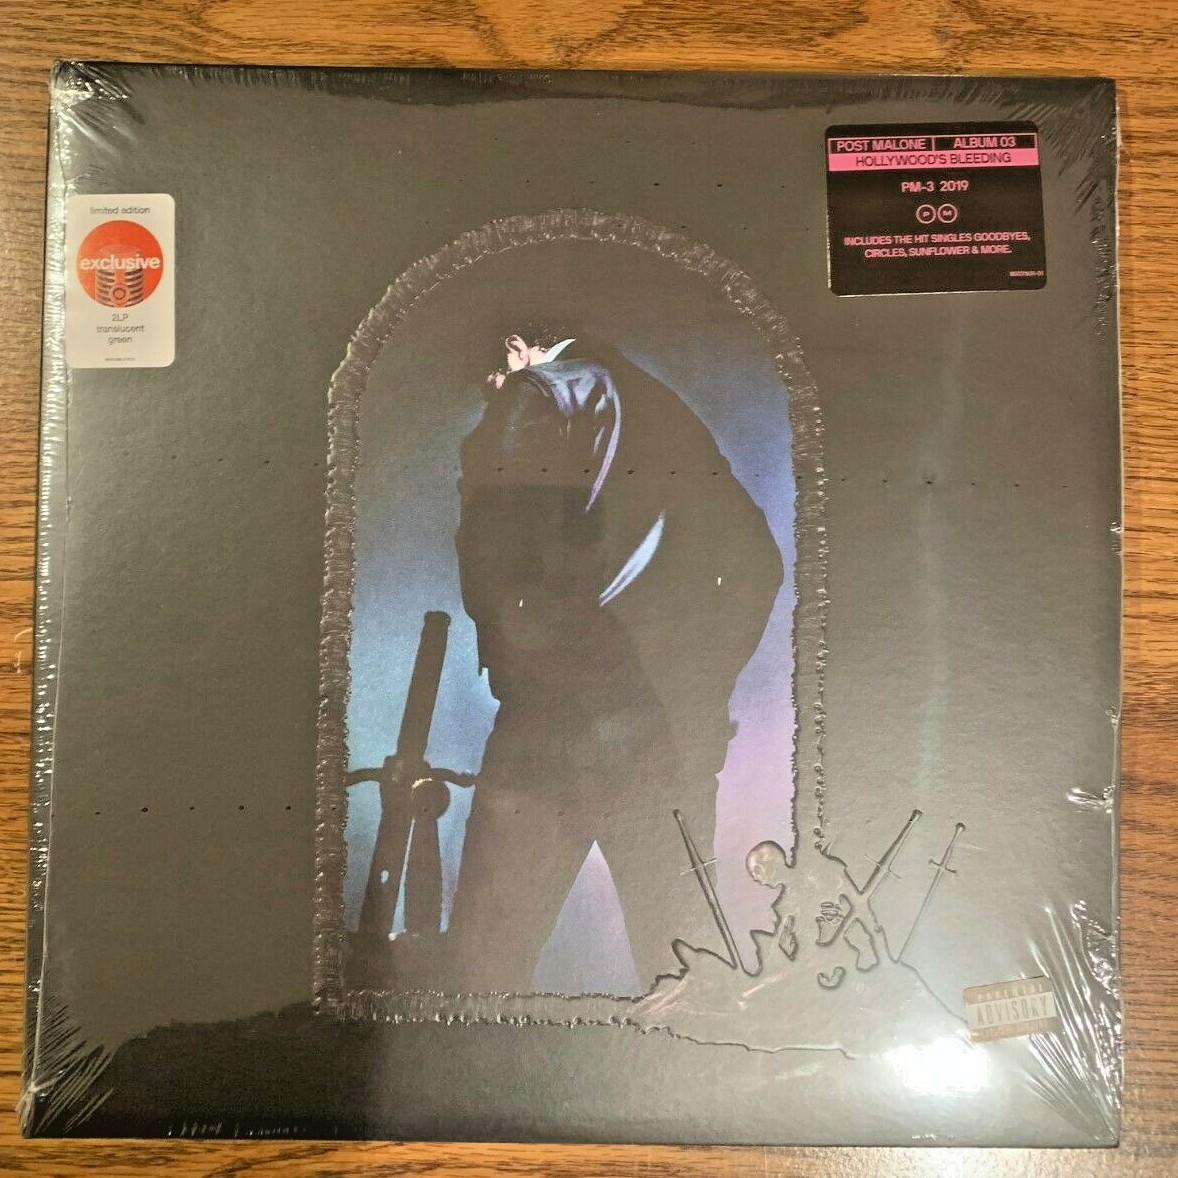 limited edition
exclusive
2LP
translucent
green
POST MALONE ALBUM 03
HOLLYWOOD'S BLEEDING
PM-3 2019
P M
INCLUDES THE HIT SINGLES GOODBYES,
CIRCLES, SUNFLOWER & MORE.
ADVISORY